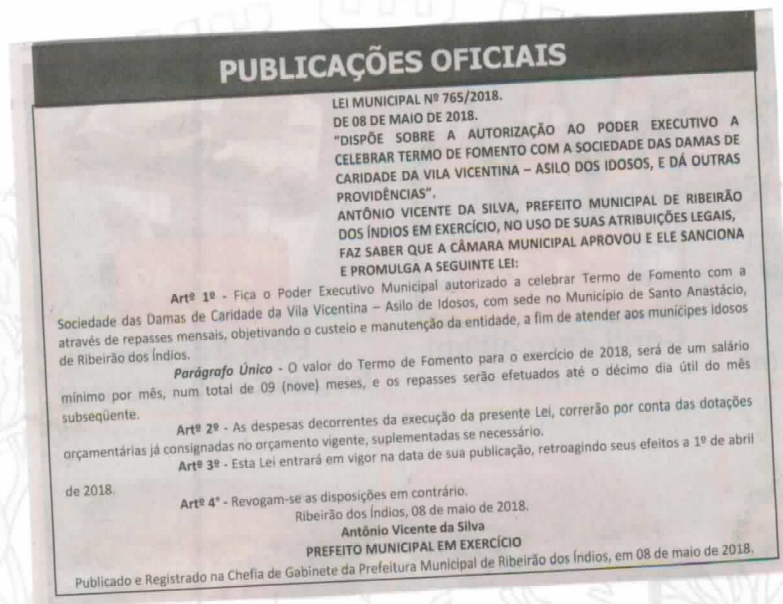 PUBLICAÇÕES OFICIAIS
LEI MUNICIPAL Nº 765/2018.
DE 08 DE MAIO DE 2018.
"DISPÕE SOBRE A AUTORIZAÇÃO AO PODER EXECUTIVO A
CELEBRAR TERMO DE FOMENTO COM A SOCIEDADE DAS DAMAS DE
CARIDADE DA VILA VICENTINA – ASILO DOS IDOSOS, E DÁ OUTRAS
PROVIDÊNCIAS".
ANTÔNIO VICENTE DA SILVA, PREFEITO MUNICIPAL DE RIBEIRÃO
DOS ÍNDIOS EM EXERCÍCIO, NO USO DE SUAS ATRIBUIÇÕES LEGAIS,
FAZ SABER QUE A CÂMARA MUNICIPAL APROVOU E ELE SANCIONA
E PROMULGA A SEGUINTE LEI:
Artº 1º - Fica o Poder Executivo Municipal autorizado a celebrar Termo de Fomento com a
Sociedade das Damas de Caridade da Vila Vicentina – Asilo de Idosos, com sede no Município de Santo Anastácio,
através de repasses mensais, objetivando o custeio e manutenção da entidade, a fim de atender aos munícipes idosos
de Ribeirão dos Índios.
Parágrafo Único - O valor do Termo de Fomento para o exercício de 2018, será de um salário
mínimo por mês, num total de 09 (nove) meses, e os repasses serão efetuados até o décimo dia útil do mês
subseqüente.
Artº 2º - As despesas decorrentes da execução da presente Lei, correrão por conta das dotações
orçamentárias já consignadas no orçamento vigente, suplementadas se necessário.
Artº 3º - Esta Lei entrará em vigor na data de sua publicação, retroagindo seus efeitos a 1º de abril
de 2018.
Artº 4° - Revogam-se as disposições em contrário.
Ribeirão dos Índios, 08 de maio de 2018.
Antônio Vicente da Silva
PREFEITO MUNICIPAL EM EXERCÍCIO
Publicado e Registrado na Chefia de Gabinete da Prefeitura Municipal de Ribeirão dos Índios, em 08 de maio de 2018.